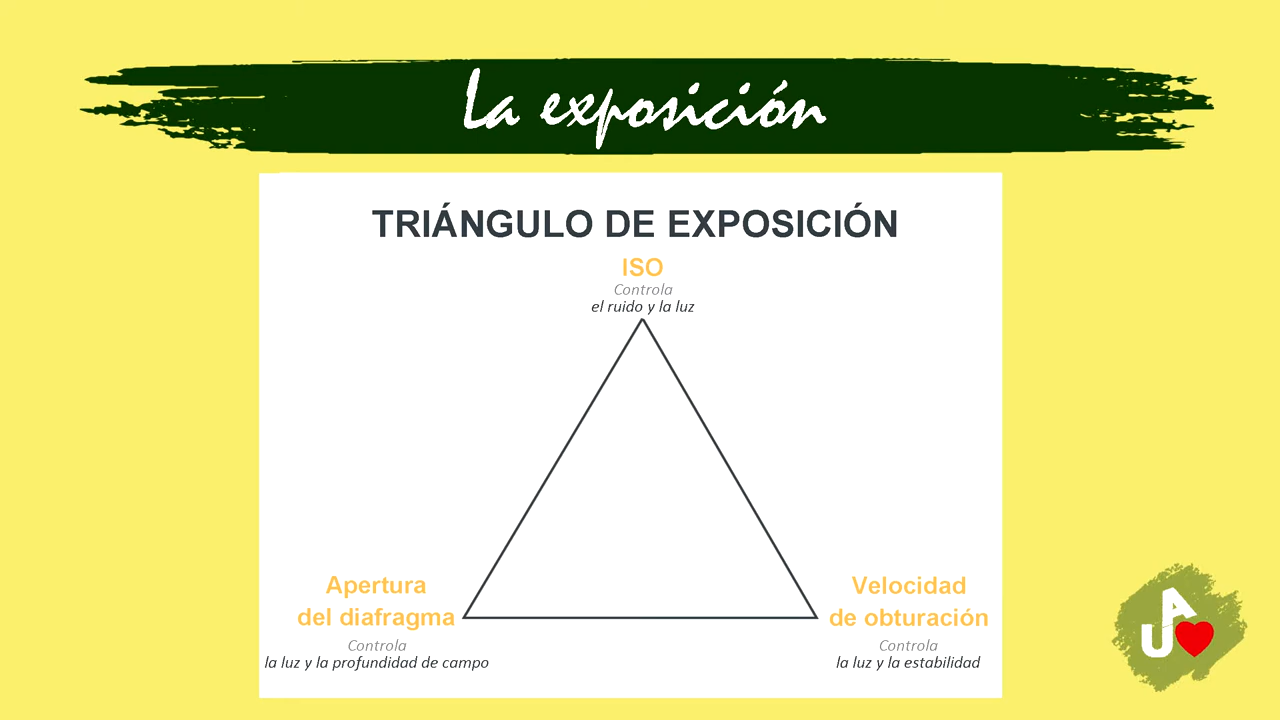 La exposición
TRIÁNGULO DE EXPOSICIÓN
ISO
Controla
el ruido y la luz
Apertura
del diafragma
Controla
la luz y la profundidad de campo
Velocidad
de obturación
Controla
la luz y la estabilidad
UA